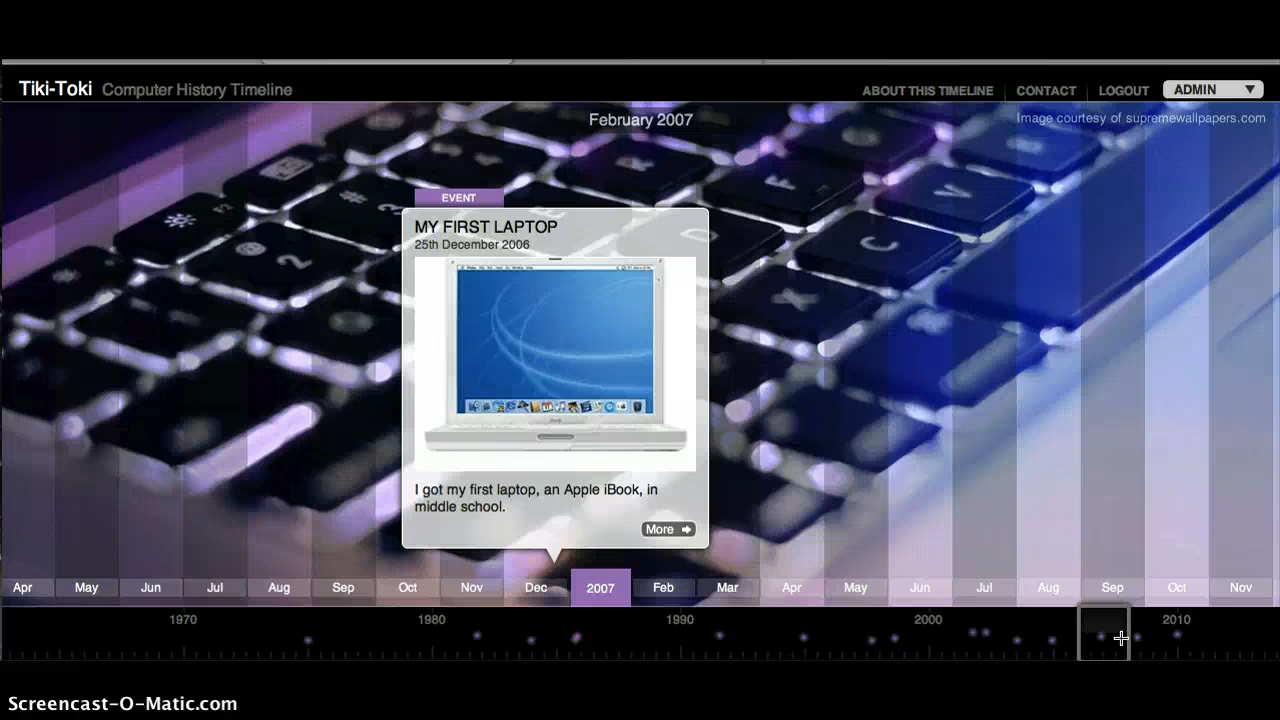 Tiki-Toki Computer History Timeline
ABOUT THIS TIMELINE CONTACT LOGOUT ADMIN
February 2007
Image courtesy of supremewallpapers.com
EVENT
MY FIRST LAPTOP
25th December 2006
I got my first laptop, an Apple iBook, in
middle school.
More
Apr May Jun Jul Aug Sep Oct Nov Dec 2007 Feb Mar Apr May Jun Jul Aug Sep Oct Nov
1970 1980 1990 2000 2010
Screencast-O-Matic.com